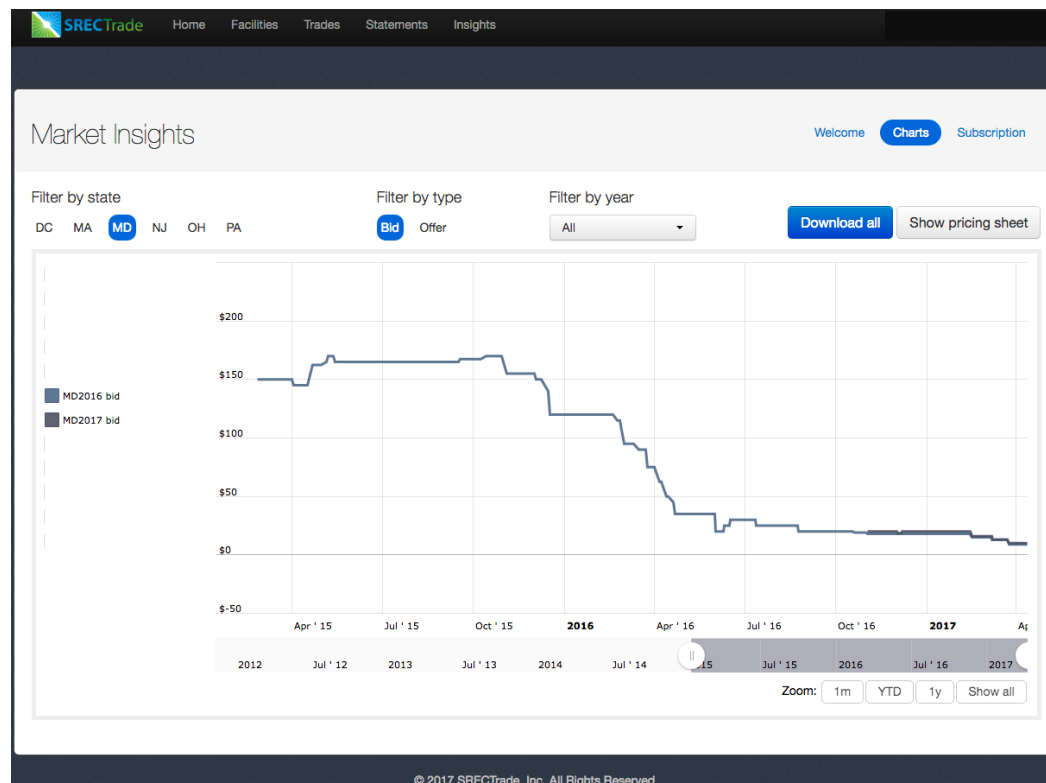 SRECTrade Home Facilities Trades Statements Insights
Market Insights
Welcome Charts Subscription
Filter by state Filter by type Filter by year
DC MA MD NJ OH PA Bid Offer All Download all Show pricing sheet
$200
$150
MD2016 bid
MD2017 bid
$100
$50
$0
$-50
Apr ' 15 Jul ' 15 Oct ' 15 2016 Apr ' 16 Jul ' 16 Oct ' 16 2017
2012 Jul ' 12 2013 Jul ' 13 2014 Jul ' 14 Jul ' 15 2016 Jul ' 16 2017
Zoom: 1m YTD 1y Show all
© 2017 SRECTrade, Inc. All Rights Reserved